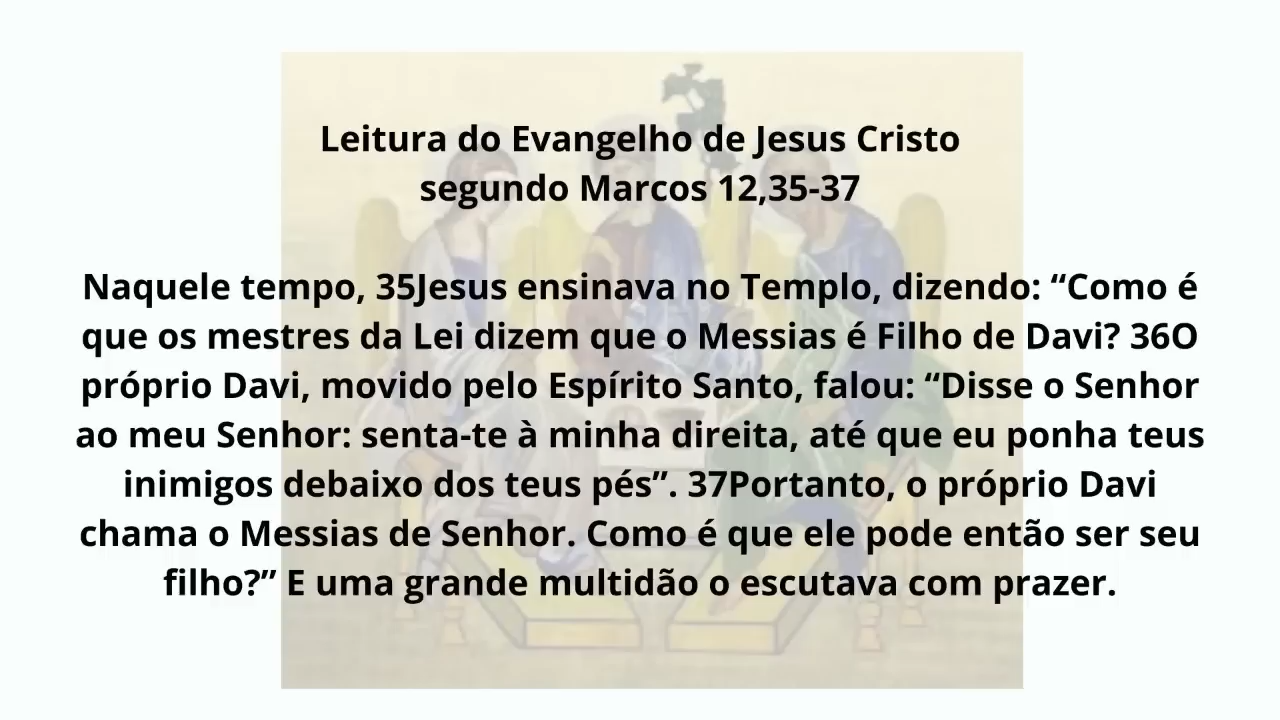 Leitura do Evangelho de Jesus Cristo
segundo Marcos 12,35-37
Naquele tempo, 35Jesus ensinava no Templo, dizendo: “Como é
que os mestres da Lei dizem que o Messias é Filho de Davi? 36O
próprio Davi, movido pelo Espírito Santo, falou: “Disse o Senhor
ao meu Senhor: senta-te à minha direita, até que eu ponha teus
inimigos debaixo dos teus pés”. 37Portanto, o próprio Davi
chama o Messias de Senhor. Como é que ele pode então ser seu
filho?” E uma grande multidão o escutava com prazer.